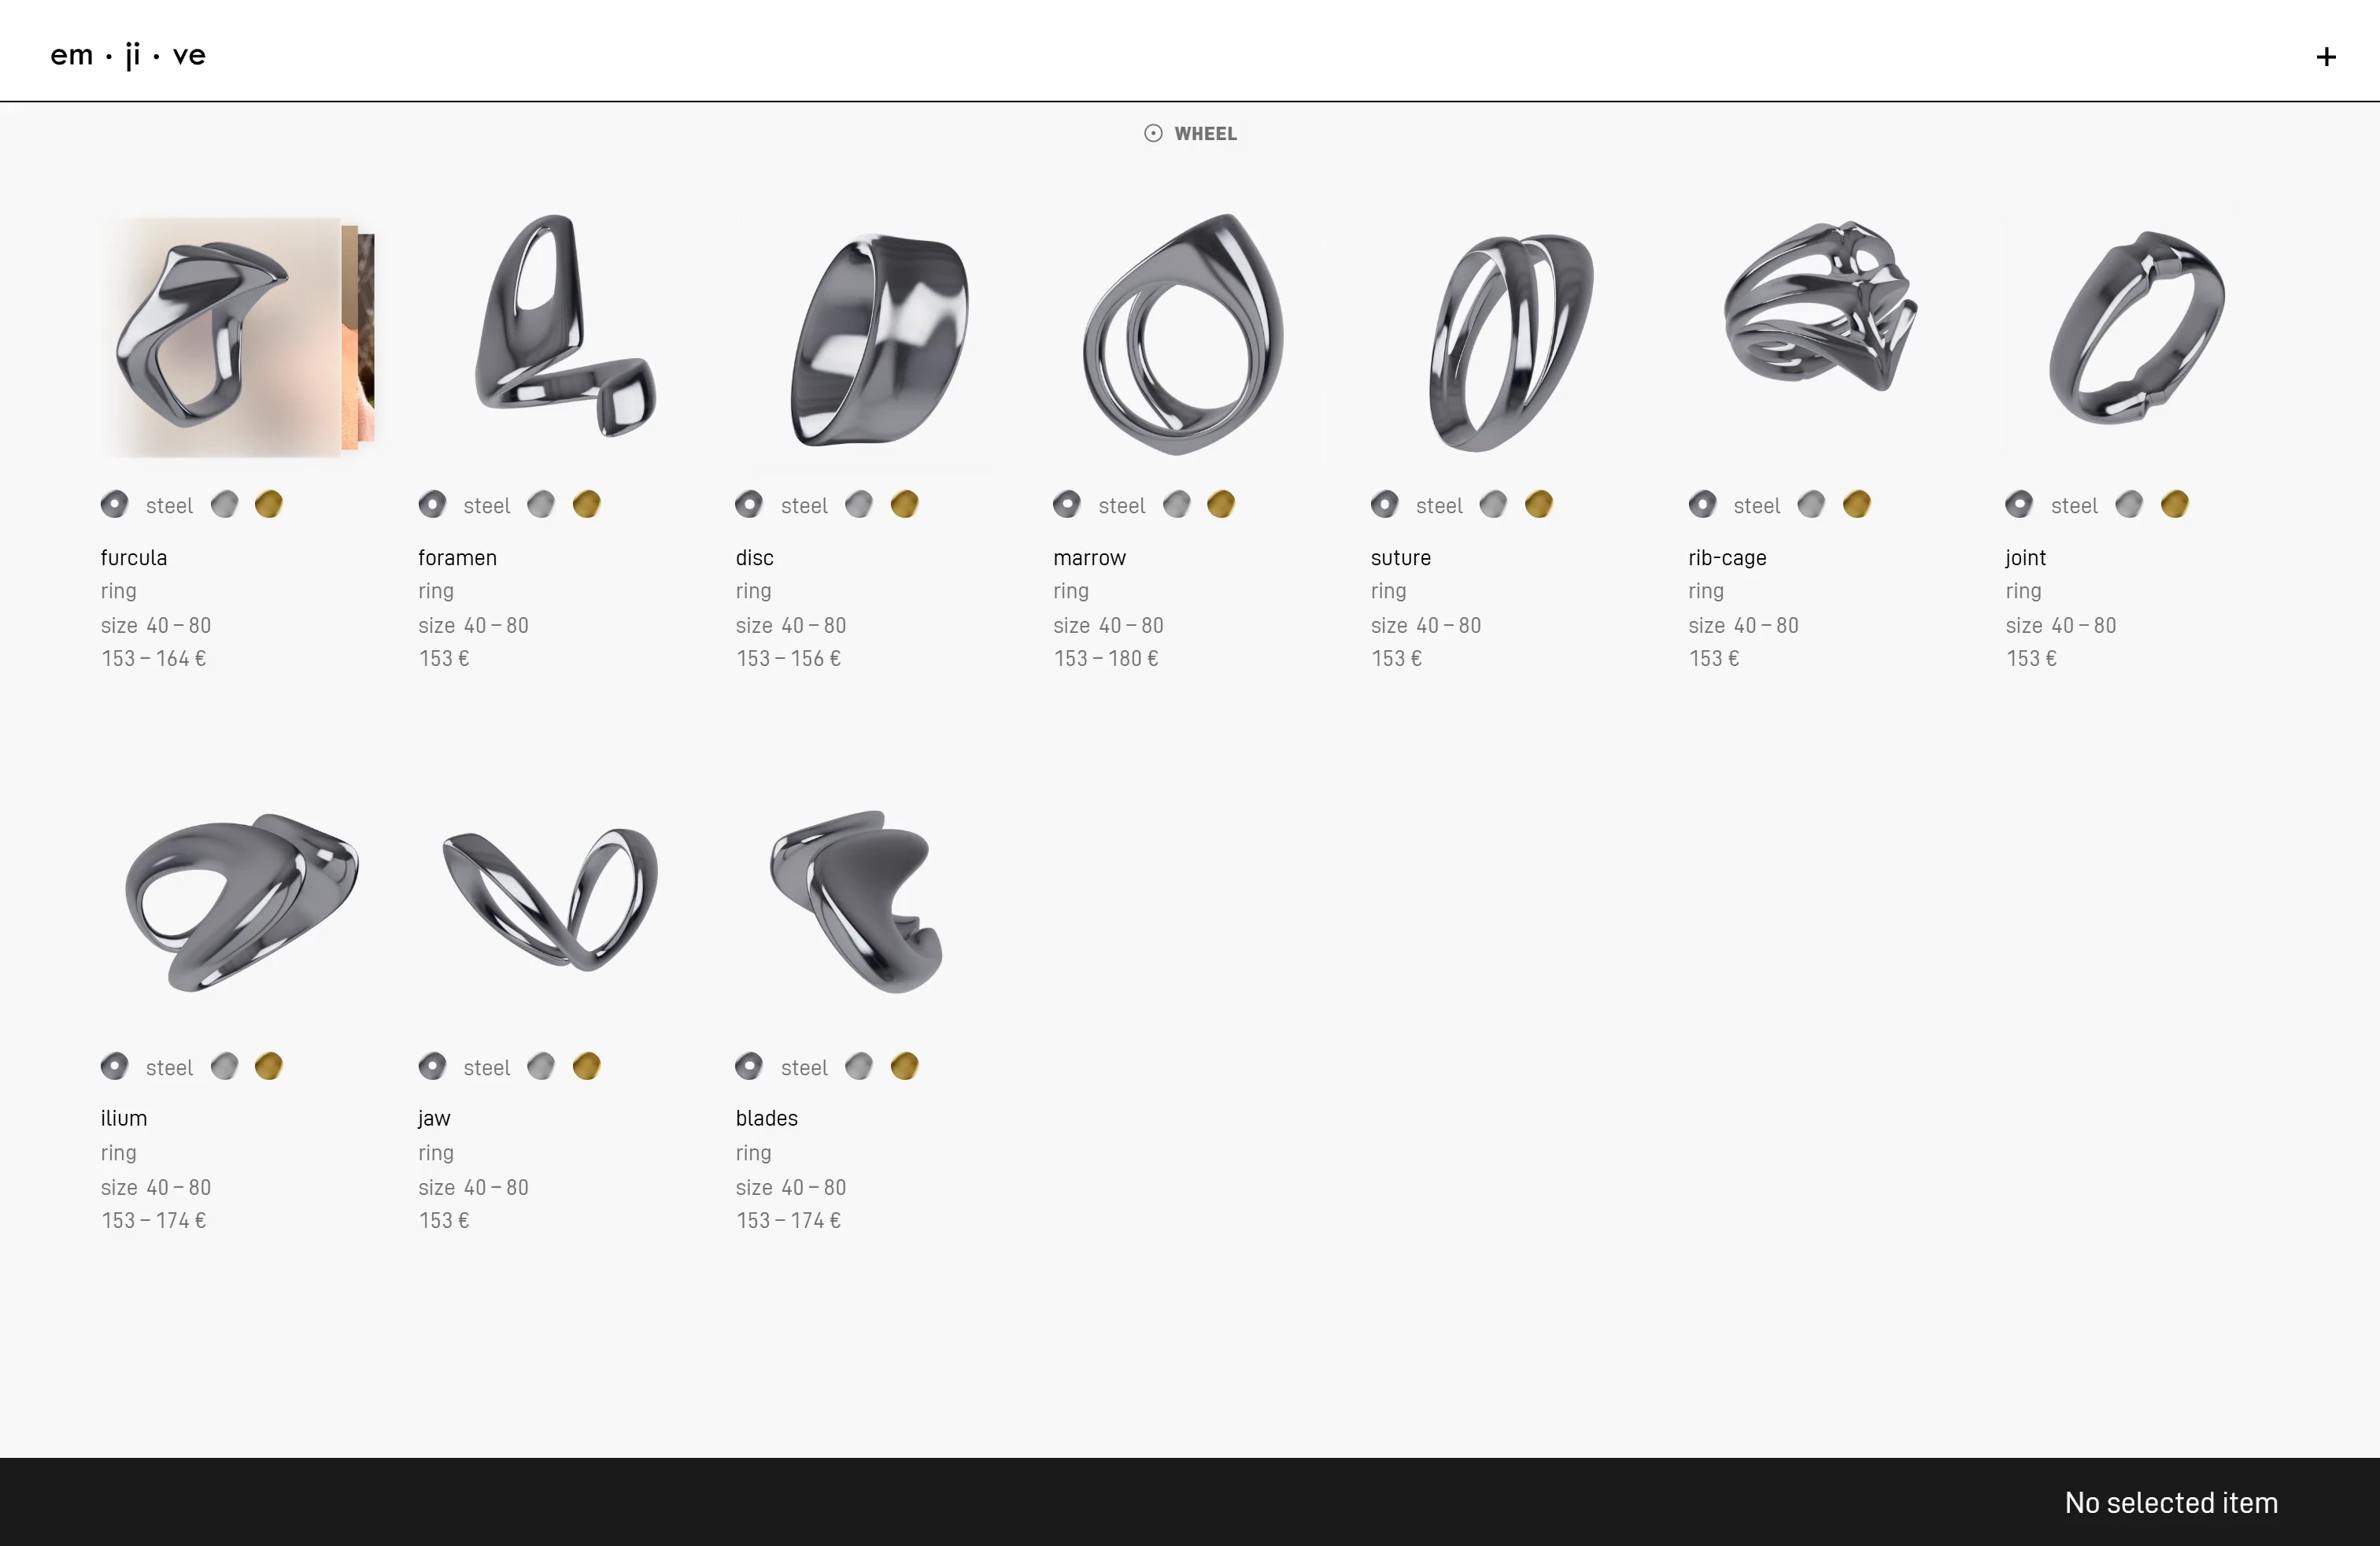 em · ji · ve
+
WHEEL
steel
furcula
ring
size 40 – 80
153 – 164 €
steel
foramen
ring
size 40 – 80
153 €
steel
disc
ring
size 40 – 80
153 – 156 €
steel
marrow
ring
size 40 – 80
153 – 180 €
steel
suture
ring
size 40 – 80
153 €
steel
rib-cage
ring
size 40 – 80
153 €
steel
joint
ring
size 40 – 80
153 €
steel
ilium
ring
size 40 – 80
153 – 174 €
steel
jaw
ring
size 40 – 80
153 €
steel
blades
ring
size 40 – 80
153 – 174 €
No selected item